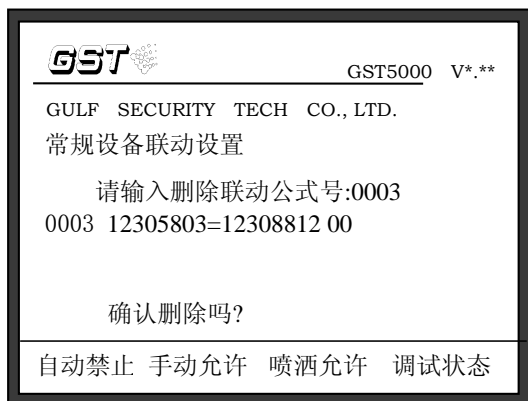 GST
GST5000 V*.**
GULF SECURITY TECH CO., LTD.
常规设备联动设置
请输入删除联动公式号:0003
0003 12305803=12308812 00
确认删除吗?
自动禁止 手动允许 喷洒允许 调试状态